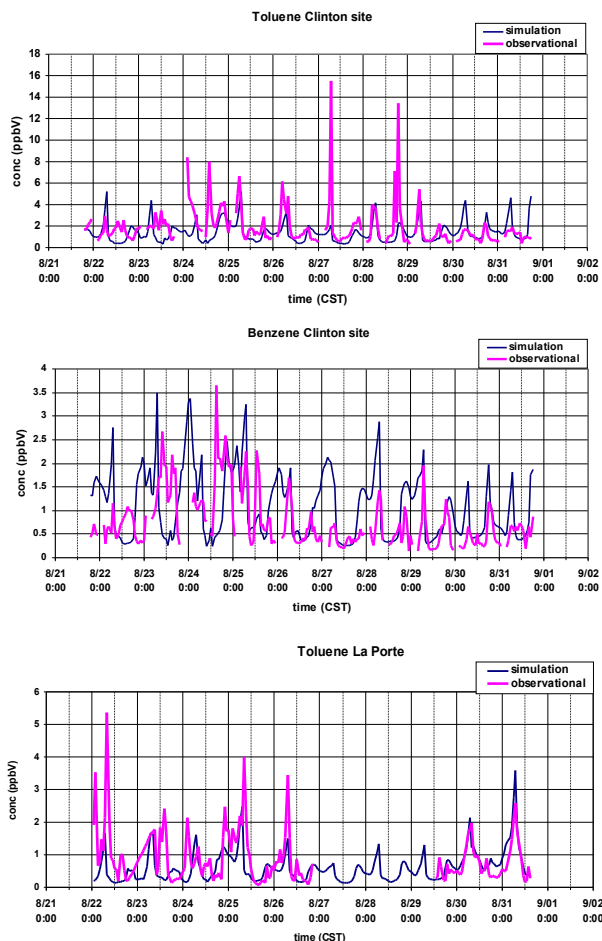 Toluene Clinton site
simulation
observational
18
16
14
12
10
8
6
4
2
0
conc (ppbV)
8/21 8/22 8/23 8/24 8/25 8/26 8/27 8/28 8/29 8/30 8/31 9/01 9/02
0:00 0:00 0:00 0:00 0:00 0:00 0:00 0:00 0:00 0:00 0:00 0:00 0:00
time (CST)
Benzene Clinton site
simulation
observational
4
3.5
3
2.5
2
1.5
1
0.5
0
conc (ppbV)
8/21 8/22 8/23 8/24 8/25 8/26 8/27 8/28 8/29 8/30 8/31 9/01 9/02
0:00 0:00 0:00 0:00 0:00 0:00 0:00 0:00 0:00 0:00 0:00 0:00 0:00
time (CST)
Toluene La Porte
simulation
observational
6
5
4
3
2
1
0
conc (ppbV)
8/21 8/22 8/23 8/24 8/25 8/26 8/27 8/28 8/29 8/30 8/31 9/01 9/02
0:00 0:00 0:00 0:00 0:00 0:00 0:00 0:00 0:00 0:00 0:00 0:00 0:00
time (CST)